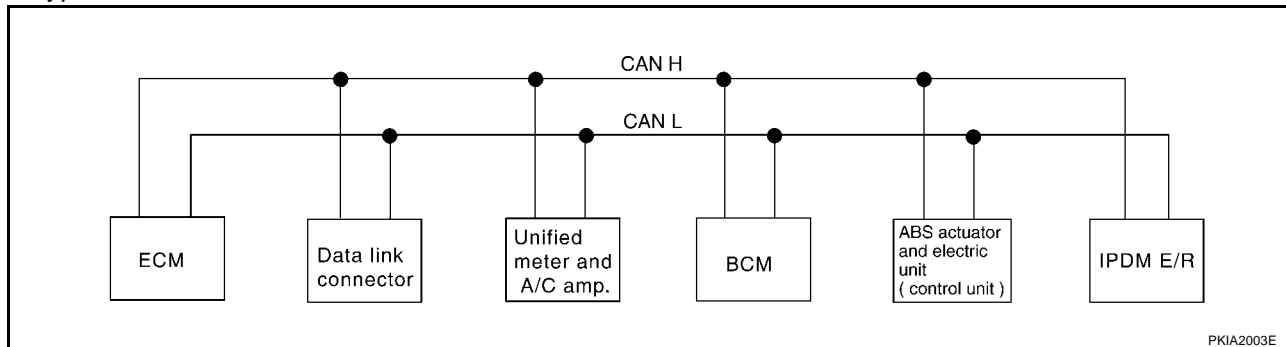 CAN H
CAN L
ECM
Data link
connector
Unified
meter and
A/C amp.
BCM
ABS actuator
and electric
unit
( control unit )
IPDM E/R
PKIA2003E